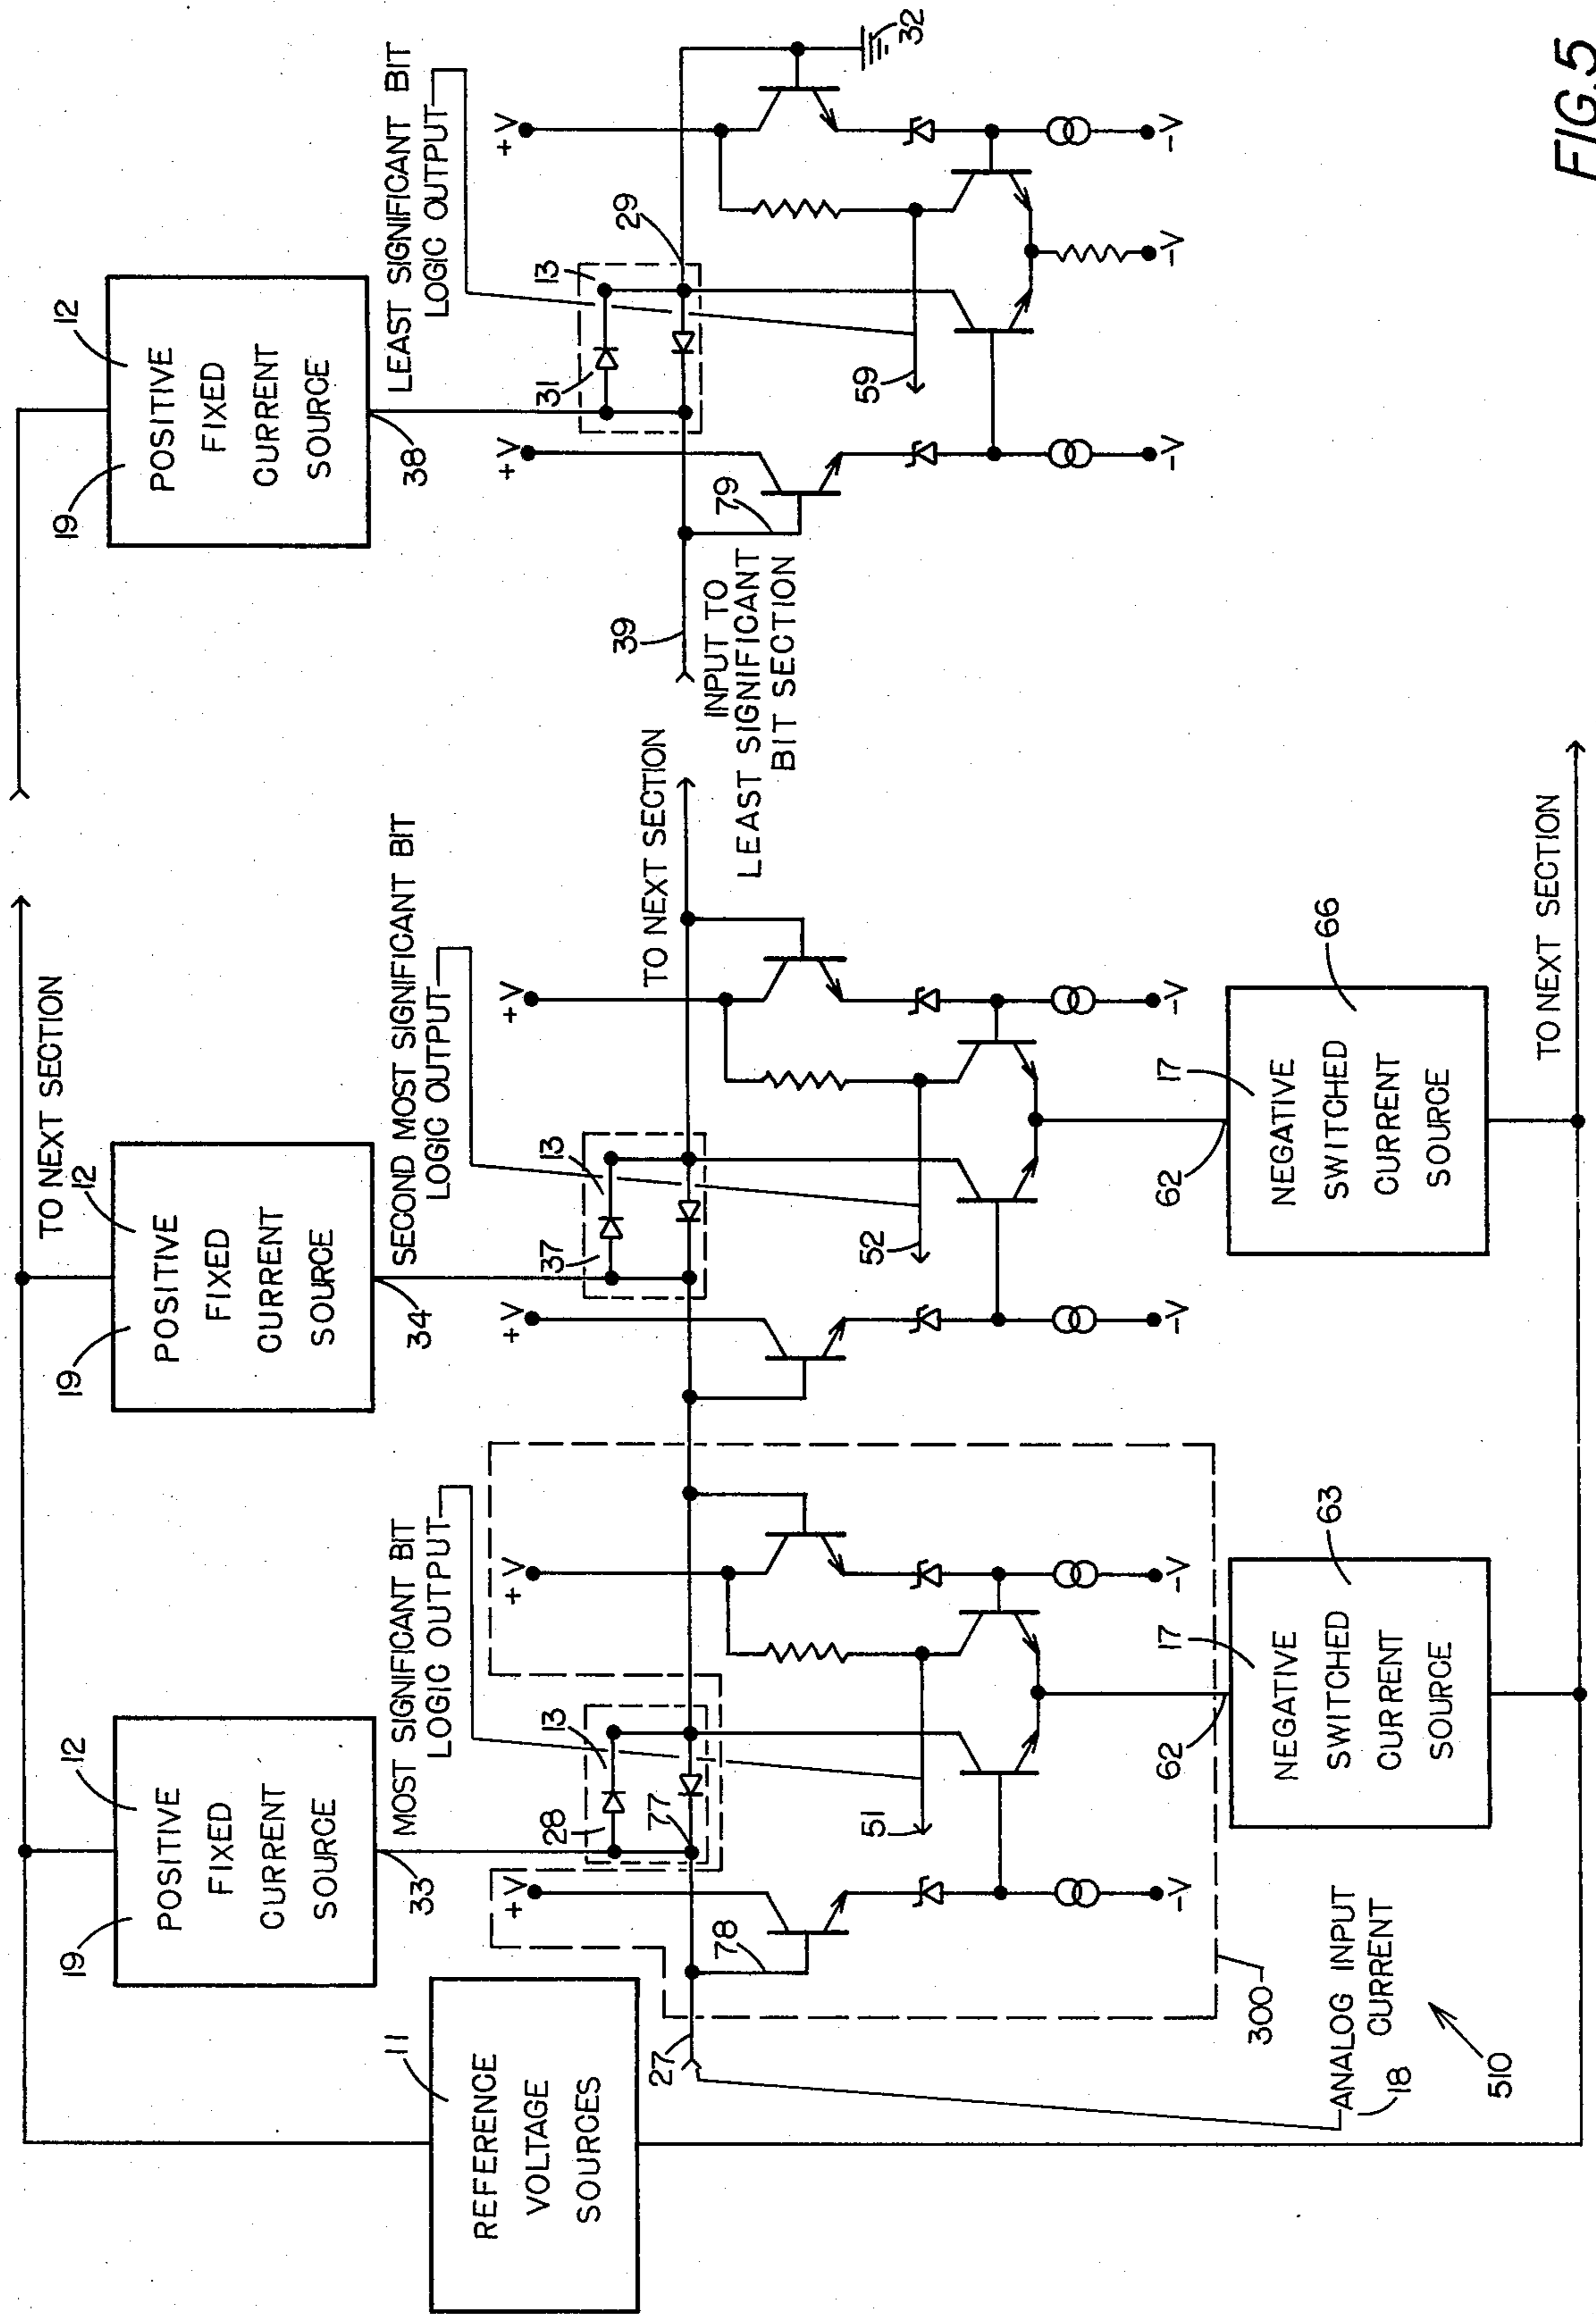 TO NEXT SECTION
19
12
POSITIVE
FIXED
CURRENT
SOURCE
33
19
12
POSITIVE
FIXED
CURRENT
SOURCE
34
19
12
POSITIVE
FIXED
CURRENT
SOURCE
38
11
REFERENCE
VOLTAGE
SOURCES
MOST SIGNIFICANT BIT
LOGIC OUTPUT
SECOND MOST SIGNIFICANT BIT
LOGIC OUTPUT
LEAST SIGNIFICANT BIT
LOGIC OUTPUT
+V
+V
+V
+V
+V
+V
28
13
37
13
31
13
29
32
27
77
78
TO NEXT SECTION
39
79
INPUT TO
LEAST SIGNIFICANT
BIT SECTION
51
52
59
-V
-V
-V
-V
-V
-V
-V
300
62
17
63
NEGATIVE
SWITCHED
CURRENT
SOURCE
62
17
66
NEGATIVE
SWITCHED
CURRENT
SOURCE
ANALOG INPUT
CURRENT
18
510
TO NEXT SECTION
FIG.5